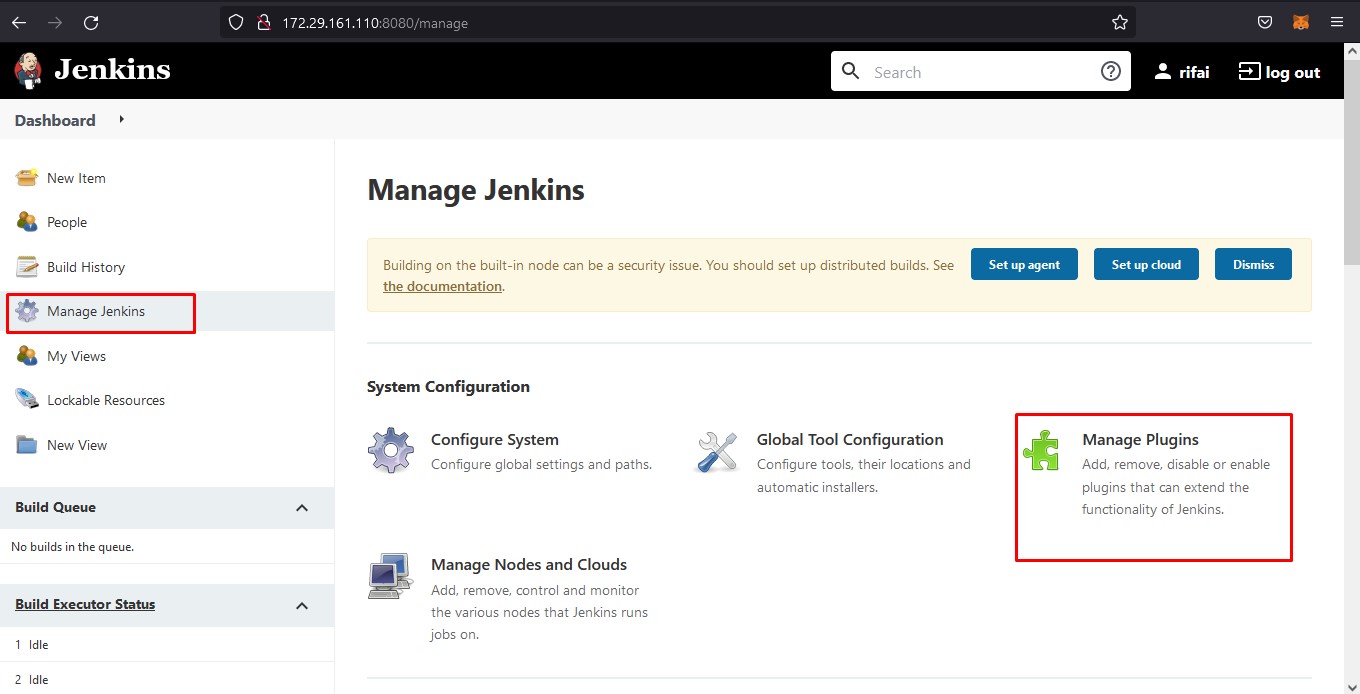 172.29.161.110:8080/manage
Jenkins
Search
rifai
log out
Dashboard
New Item
People
Build History
Manage Jenkins
My Views
Lockable Resources
New View
Build Queue
No builds in the queue.
Build Executor Status
1 Idle
2 Idle
Manage Jenkins
Building on the built-in node can be a security issue. You should set up distributed builds. See
the documentation.
Set up agent
Set up cloud
Dismiss
System Configuration
Configure System
Configure global settings and paths.
Global Tool Configuration
Configure tools, their locations and
automatic installers.
Manage Plugins
Add, remove, disable or enable
plugins that can extend the
functionality of Jenkins.
Manage Nodes and Clouds
Add, remove, control and monitor
the various nodes that Jenkins runs
jobs on.